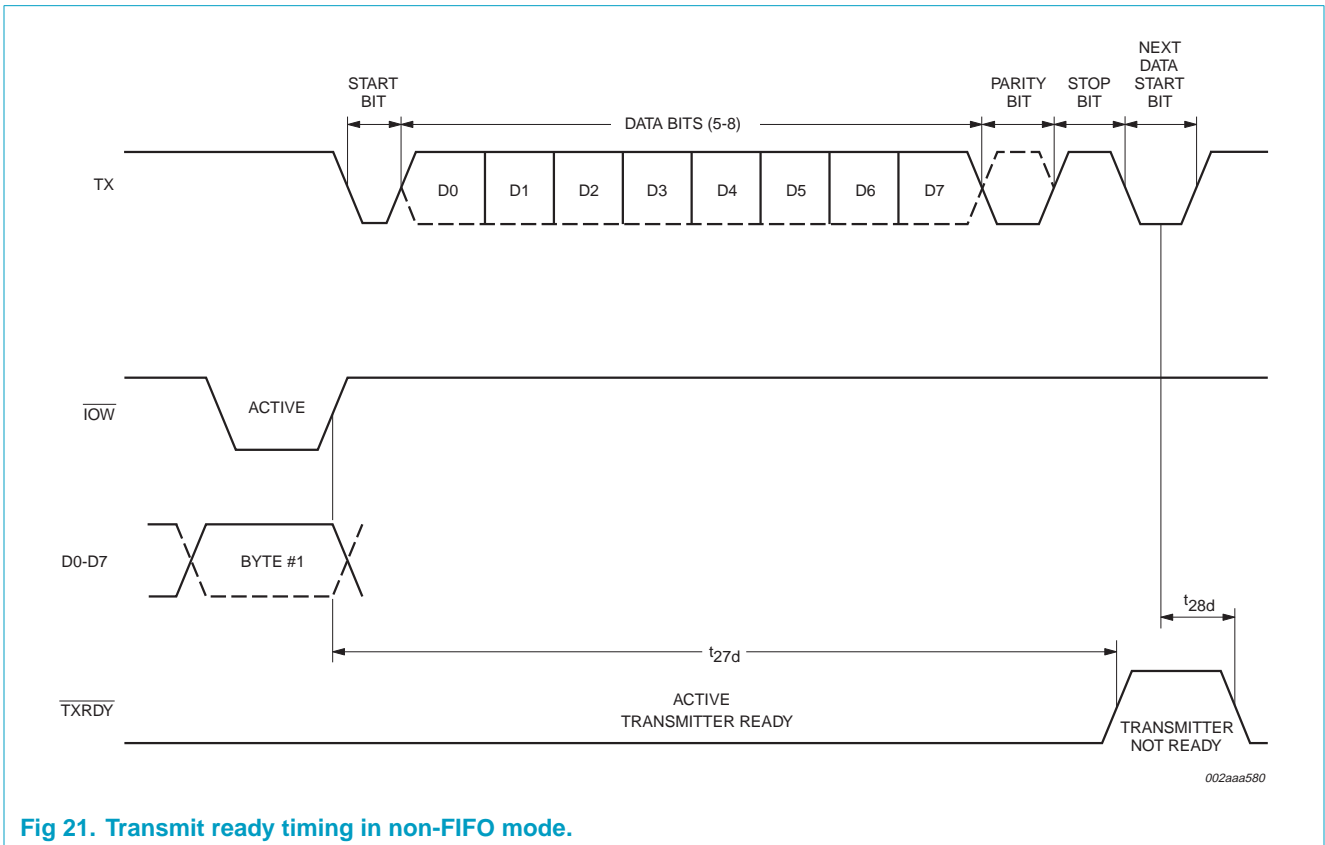 NEXT
DATA
START
BIT
START
BIT
PARITY
BIT
STOP
BIT
DATA BITS (5-8)
TX
D0 D1 D2 D3 D4 D5 D6 D7
IOW
ACTIVE
D0-D7
BYTE #1
t28d
t27d
TXRDY
ACTIVE
TRANSMITTER READY
TRANSMITTER
NOT READY
002aaa580
Fig 21. Transmit ready timing in non-FIFO mode.